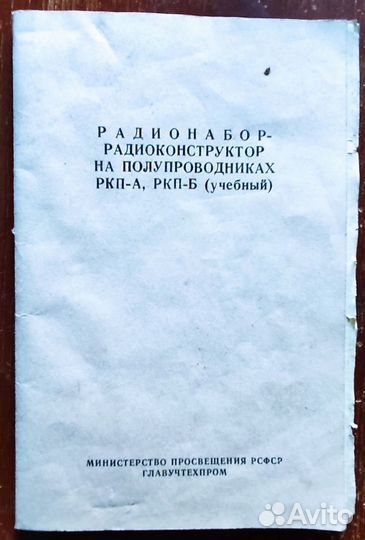 РАДИОНАБОР-
РАДИОКОНСТРУКТОР
НА ПОЛУПРОВОДНИКАХ
РКП-А, РКП-Б (учебный)
МИНИСТЕРСТВО ПРОСВЕЩЕНИЯ РСФСР
ГЛАВУЧТЕХПРОМ
Avito